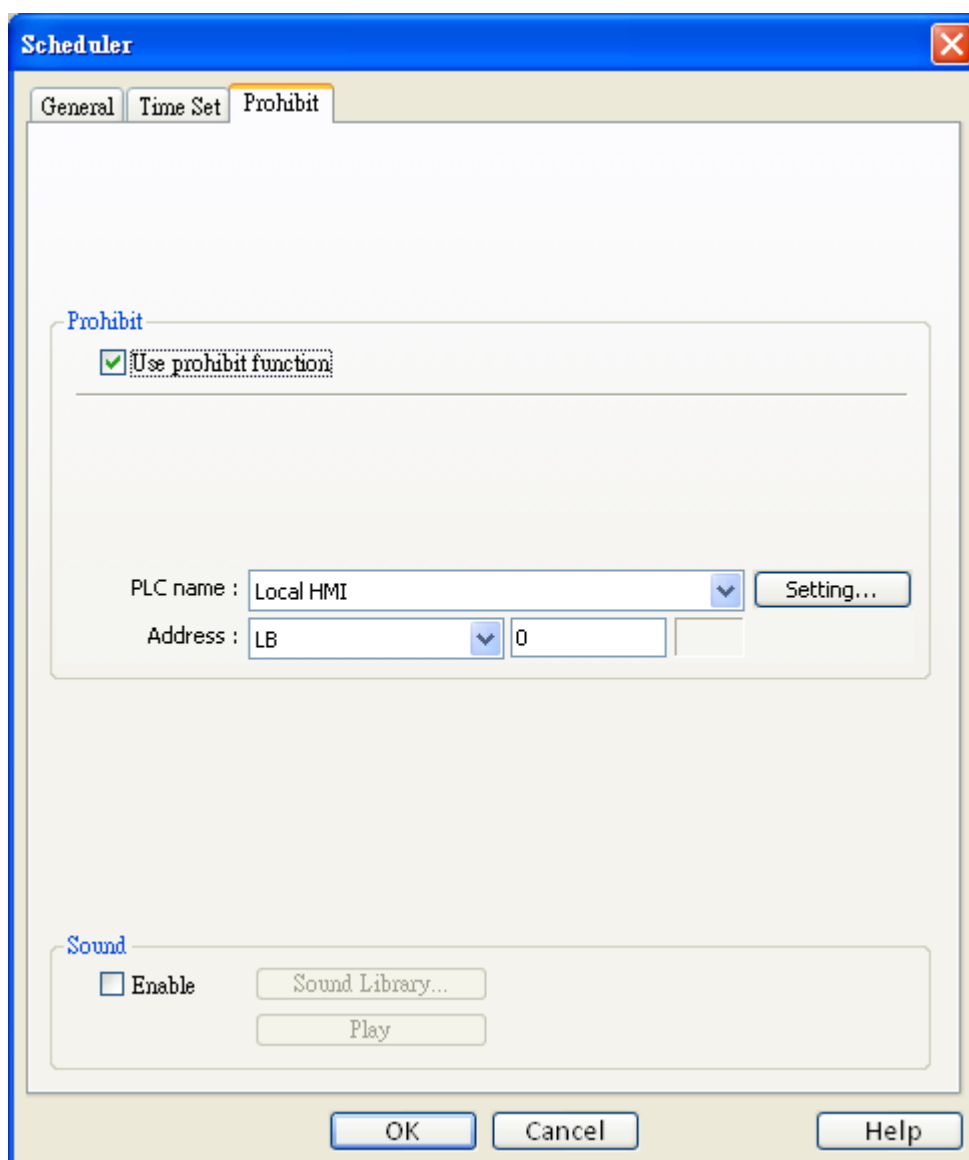 Scheduler
General Time Set Prohibit
Prohibit
Use prohibit function
PLC name : Local HMI Setting...
Address : LB 0
Sound
Enable Sound Library...
Play
OK Cancel Help